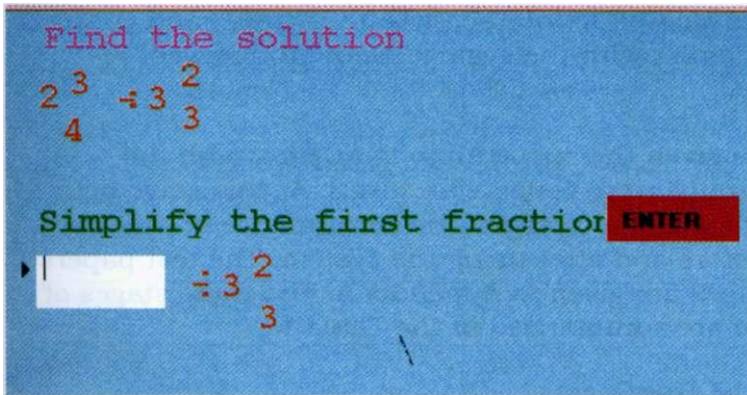 Find the solution
2 3/4 ÷ 3 2/3
Simplify the first fraction ENTER
÷ 3 2/3